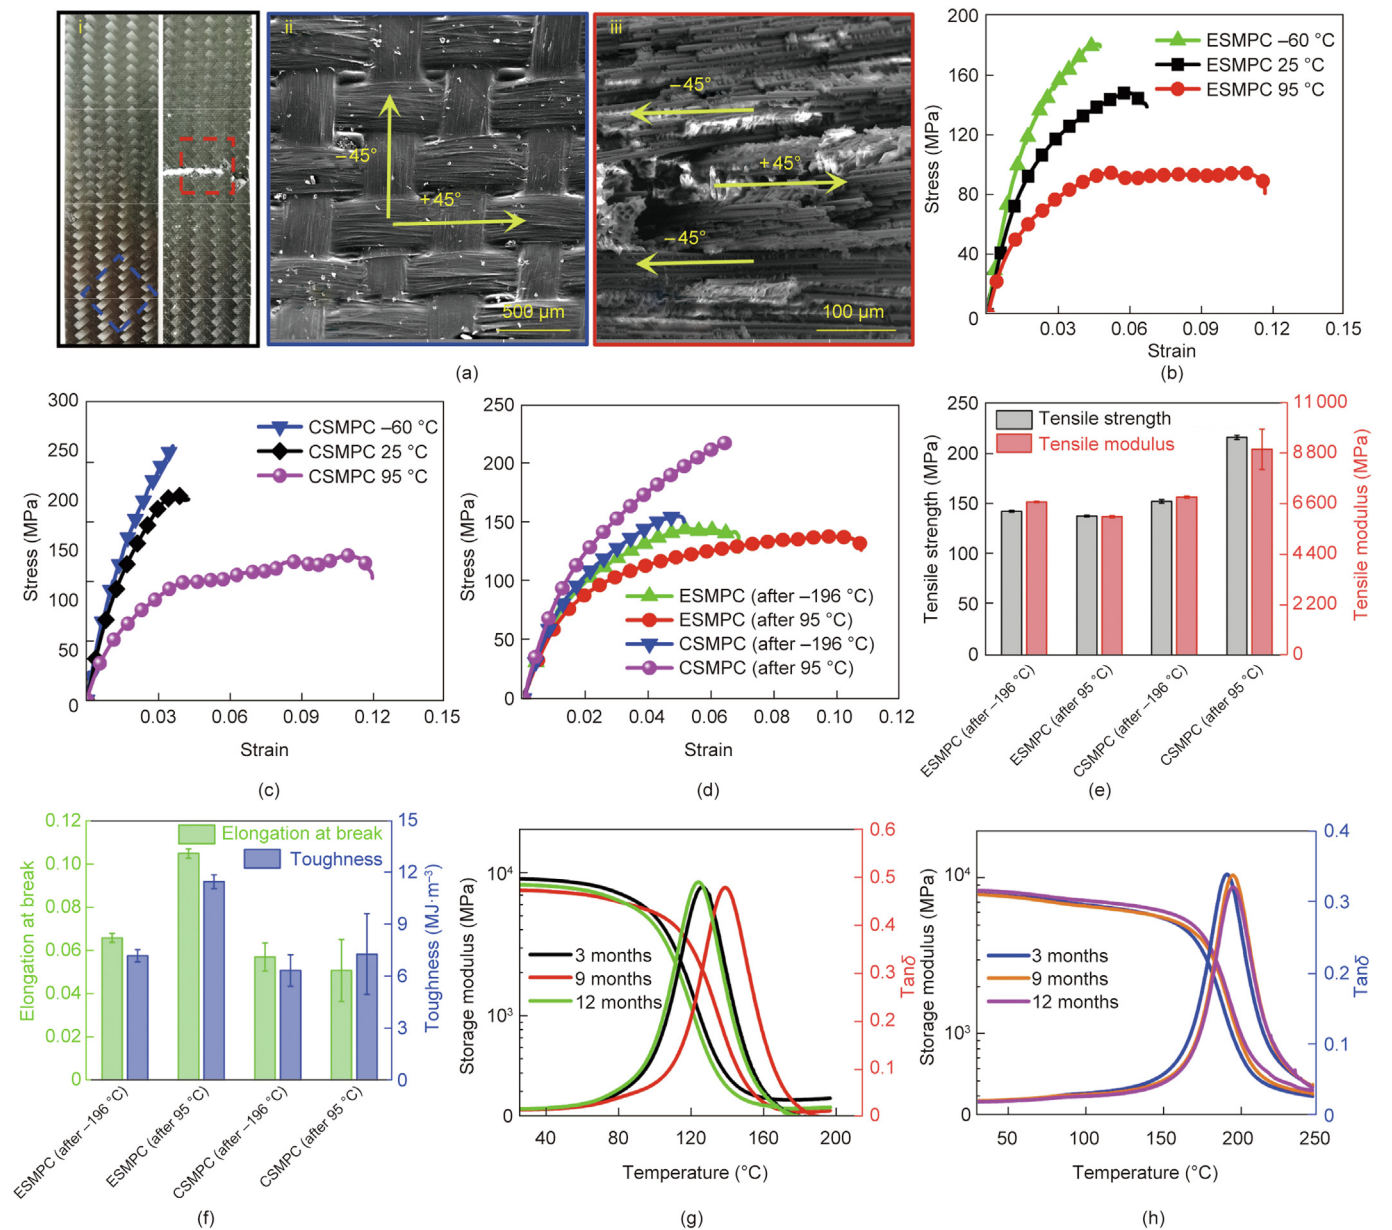 i
ii
iii
–45°
+45°
500 μm
–45°
+45°
–45°
100 μm
(a)
200
160
120
80
40
0
Stress (MPa)
ESMPC –60 °C
ESMPC 25 °C
ESMPC 95 °C
0.03 0.06 0.09 0.12 0.15
Strain
(b)
300
250
200
150
100
50
0
Stress (MPa)
CSMPC –60 °C
CSMPC 25 °C
CSMPC 95 °C
0.03 0.06 0.09 0.12 0.15
Strain
(c)
250
200
150
100
50
0
Stress (MPa)
ESMPC (after –196 °C)
ESMPC (after 95 °C)
CSMPC (after –196 °C)
CSMPC (after 95 °C)
0.02 0.04 0.06 0.08 0.10 0.12
Strain
(d)
250
200
150
100
50
0
Tensile strength (MPa)
Tensile strength
Tensile modulus
11 000
8 800
6 600
4 400
2 200
0
Tensile modulus (MPa)
ESMPC (after –196 °C)
ESMPC (after 95 °C)
CSMPC (after –196 °C)
CSMPC (after 95 °C)
(e)
0.12
0.10
0.08
0.06
0.04
0.02
0
Elongation at break
Elongation at break
Toughness
15
12
9
6
3
0
Toughness (MJ·m⁻³)
ESMPC (after –196 °C)
ESMPC (after 95 °C)
CSMPC (after –196 °C)
CSMPC (after 95 °C)
(f)
10⁴
10³
0
Storage modulus (MPa)
3 months
9 months
12 months
0.6
0.5
0.4
0.3
0.2
0.1
0
Tanδ
40 80 120 160 200
Temperature (°C)
(g)
10⁴
10³
0
Storage modulus (MPa)
3 months
9 months
12 months
0.4
0.3
0.2
0.1
0
Tanδ
50 100 150 200 250
Temperature (°C)
(h)